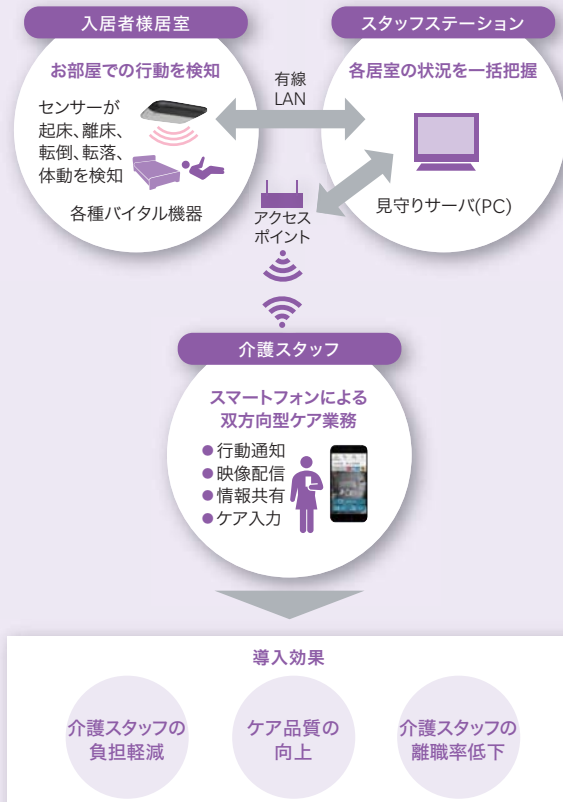 入居者様居室
お部屋での行動を検知
センサーが
起床、離床、
転倒、転落、
体動を検知
各種バイタル機器
有線
LAN
スタッフステーション
各居室の状況を一括把握
見守りサーバ(PC)
アクセス
ポイント
介護スタッフ
スマートフォンによる
双方向型ケア業務
●行動通知
●映像配信
●情報共有
●ケア入力
導入効果
介護スタッフの
負担軽減
ケア品質の
向上
介護スタッフの
離職率低下